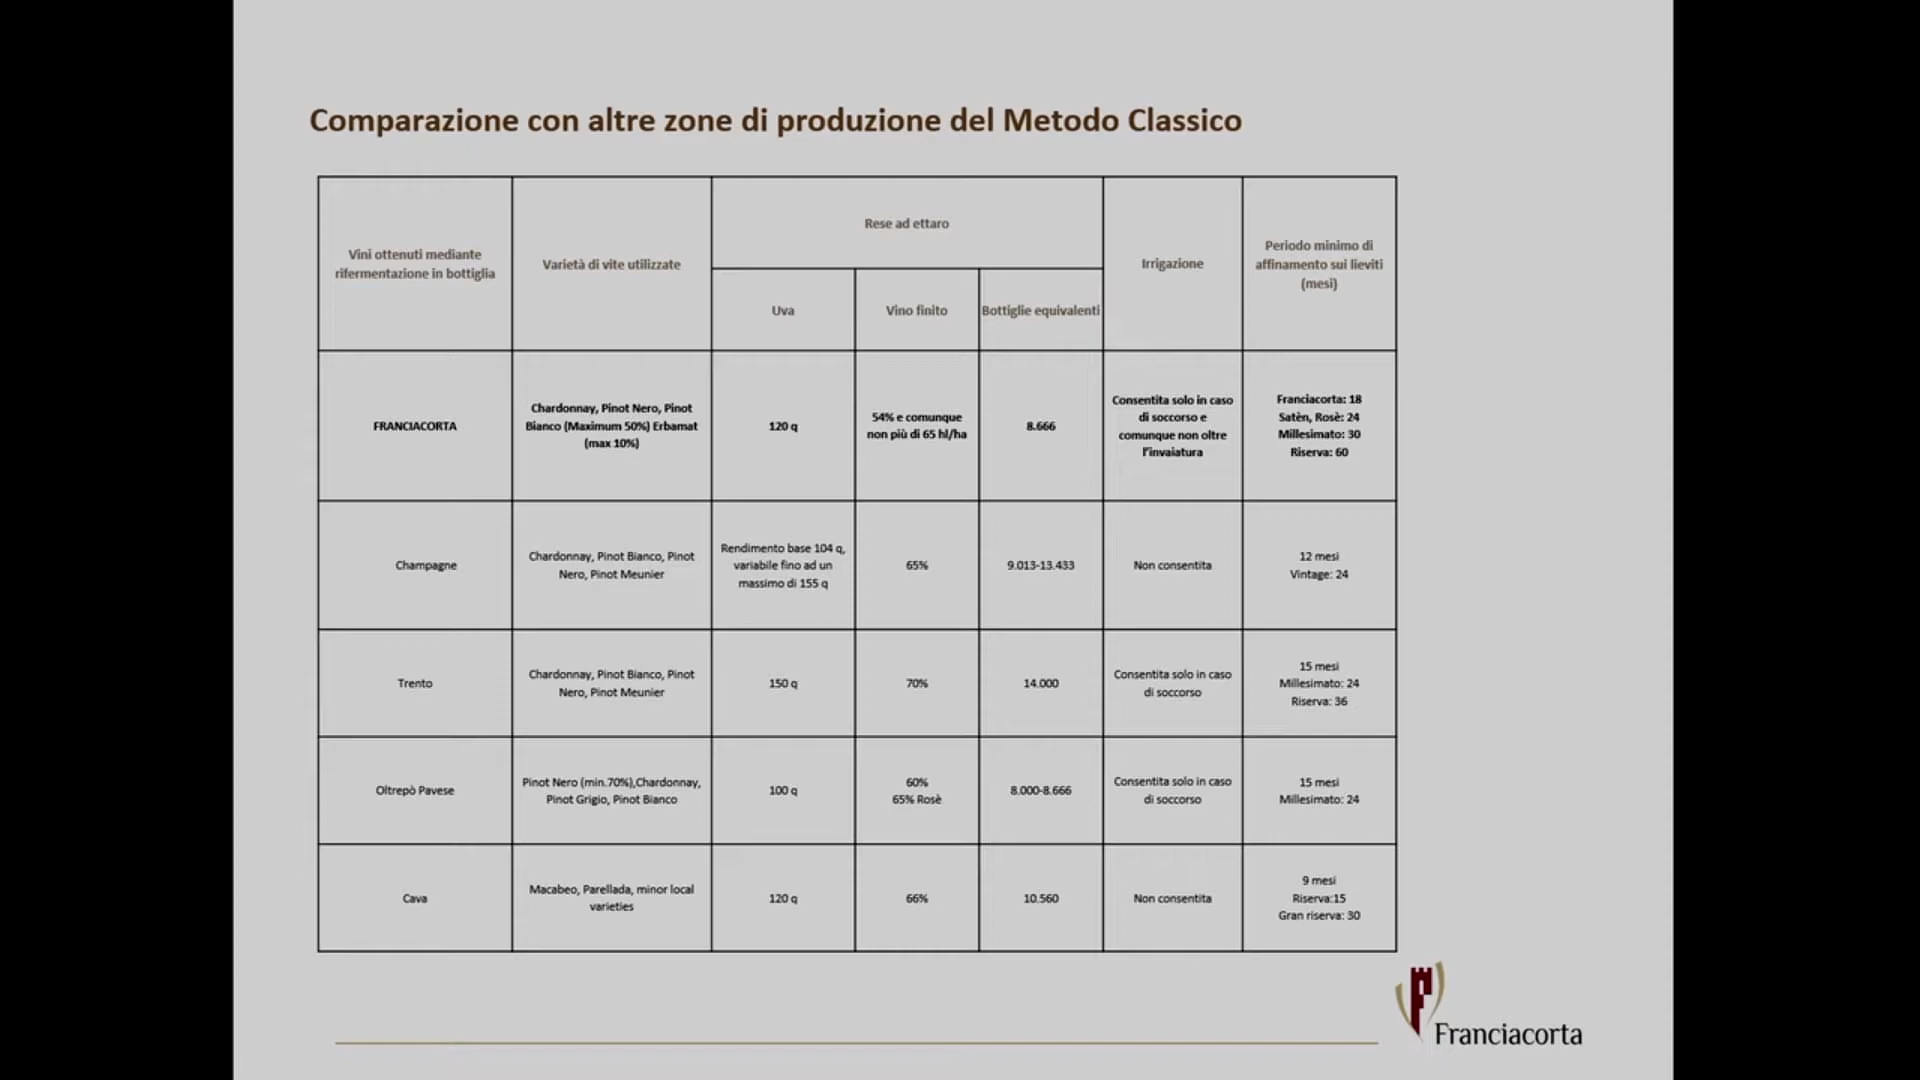 Comparazione con altre zone di produzione del Metodo Classico
Vini ottenuti mediante
rifermentazione in bottiglia
Varietà di vite utilizzate
Rese ad ettaro
Irrigazione
Periodo minimo di
affinamento sui lieviti
(mesi)
Uva
Vino finito
Bottiglie equivalenti
FRANCIACORTA
Chardonnay, Pinot Nero, Pinot
Bianco (Maximum 50%) Erbamat
(max 10%)
120 q
54% e comunque
non più di 65 hl/ha
8.666
Consentita solo in caso
di soccorso e
comunque non oltre
l'invaiatura
Franciacorta: 18
Satèn, Rosè: 24
Millesimato: 30
Riserva: 60
Champagne
Chardonnay, Pinot Bianco, Pinot
Nero, Pinot Meunier
Rendimento base 104 q,
variabile fino ad un
massimo di 155 q
65%
9.013-13.433
Non consentita
12 mesi
Vintage: 24
Trento
Chardonnay, Pinot Bianco, Pinot
Nero, Pinot Meunier
150 q
70%
14.000
Consentita solo in caso
di soccorso
15 mesi
Millesimato: 24
Riserva: 36
Oltrepò Pavese
Pinot Nero (min.70%),Chardonnay,
Pinot Grigio, Pinot Bianco
100 q
60%
65% Rosè
8.000-8.666
Consentita solo in caso
di soccorso
15 mesi
Millesimato: 24
Cava
Macabeo, Parellada, minor local
varieties
120 q
66%
10.560
Non consentita
9 mesi
Riserva:15
Gran riserva: 30
Franciacorta